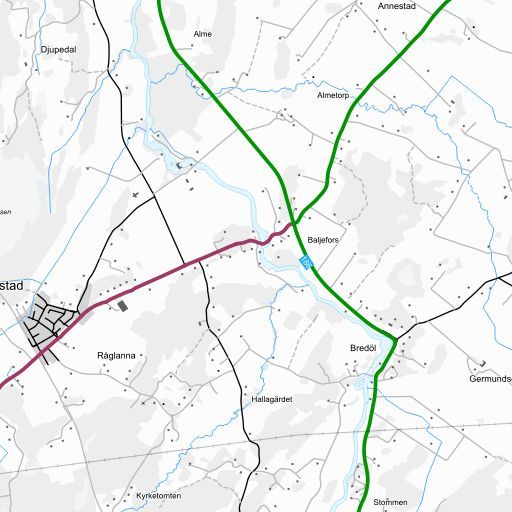 Annestad
Alme
Djupedal
Almetorp
Baljefors
stad
Bredöl
Råglanna
Germunds
Hallagärdet
Kyrketomten
Stommen